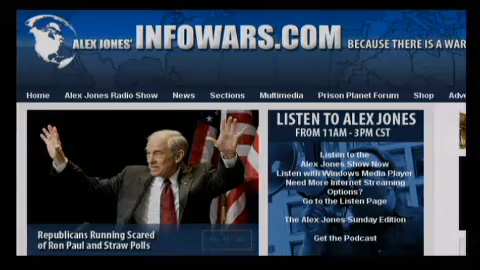 ALEX JONES' INFOWARS.COM BECAUSE THERE IS A WAR
Home Alex Jones Radio Show News Sections Multimedia Prison Planet Forum Shop Adve
LISTEN TO ALEX JONES
FROM 11AM - 3PM CST
Listen to the
Alex Jones Show Now
Listen with Windows Media Player
Need More Internet Streaming
Options?
Go to the Listen Page
The Alex Jones Sunday Edition
Get the Podcast
Republicans Running Scared
of Ron Paul and Straw Polls